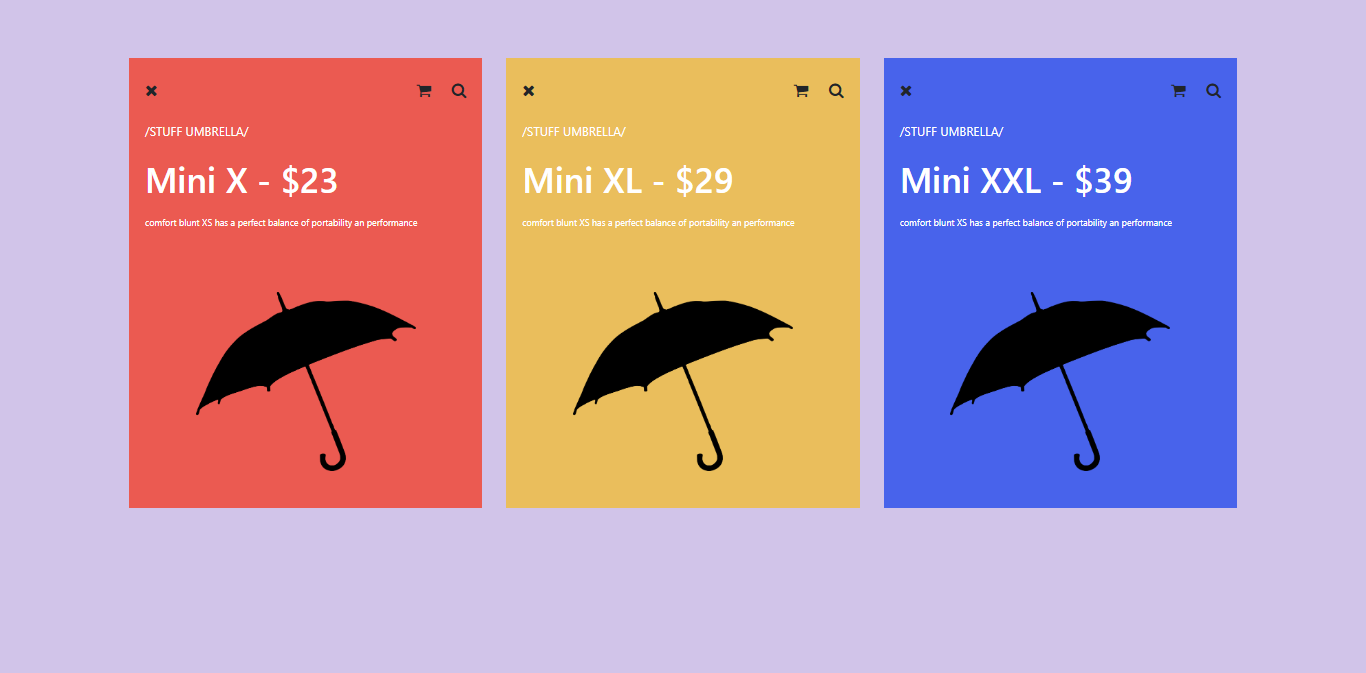 /STUFF UMBRELLA/
Mini X - $23
comfort blunt XS has a perfect balance of portability an performance
/STUFF UMBRELLA/
Mini XL - $29
comfort blunt XS has a perfect balance of portability an performance
/STUFF UMBRELLA/
Mini XXL - $39
comfort blunt XS has a perfect balance of portability an performance